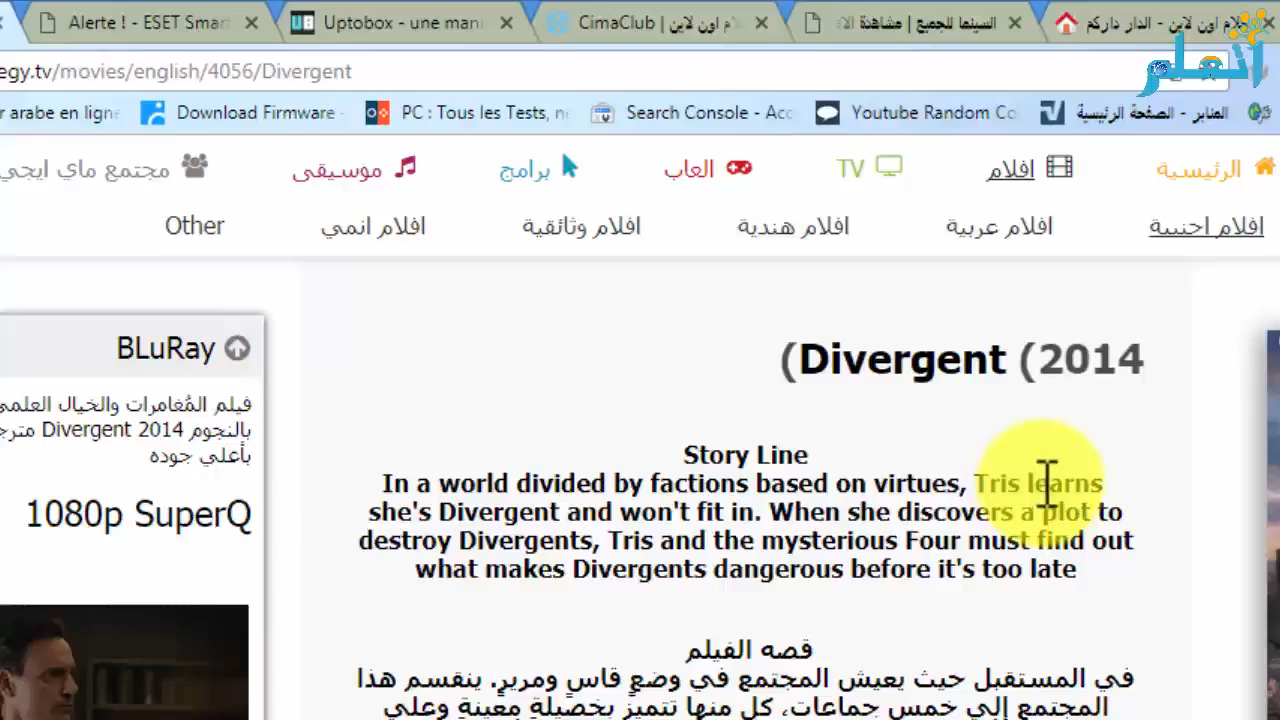 Alerte ! - ESET Smar
Uptobox - une mani
CimaClub | لام اون لاين
السينما للجميع | مشاهدة الا
لام اون لاين - الدار داركم
egy.tv/movies/english/4056/Divergent
اتعلم
r arabe en ligne
Download Firmware -
PC : Tous les Tests, ne
Search Console - Acc
Youtube Random Co
المنابر - الصفحة الرئيسية
الرئيسية
افلام
TV
العاب
برامج
موسيقى
مجتمع ماي ايجي
افلام اجنبية
افلام عربية
افلام هندية
افلام وثائقية
افلام انمي
Other
BLuRay
فيلم المُغامرات والخيال العلمي
بالنجوم Divergent 2014 مترج
بأعلي جوده
1080p SuperQ
(Divergent (2014
Story Line
In a world divided by factions based on virtues, Tris learns
she's Divergent and won't fit in. When she discovers a plot to
destroy Divergents, Tris and the mysterious Four must find out
what makes Divergents dangerous before it's too late
قصه الفيلم
في المستقبل حيث يعيش المجتمع في وضعٍ قاسٍ ومريرٍ. ينقسم هذا
المجتمع إلي خمس جماعات، كل منها تتميزُ بخصيلةٍ مُعينةٍ وعلي